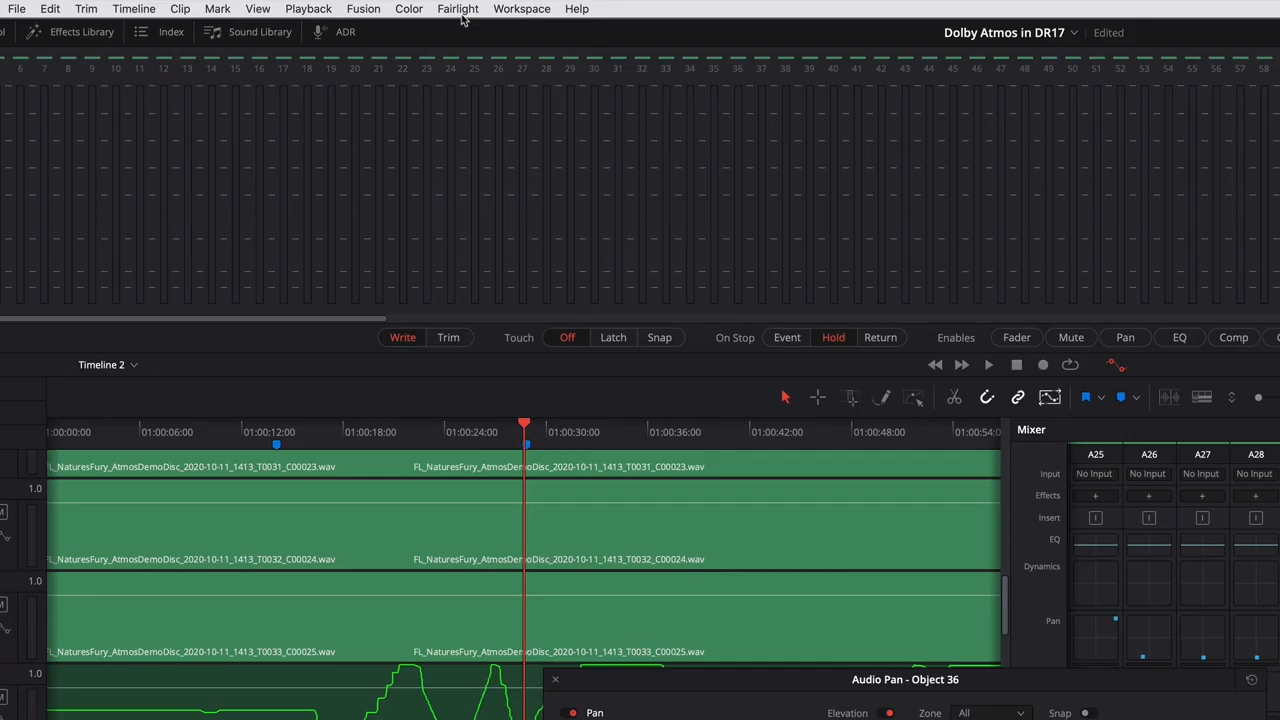 File Edit Trim Timeline Clip Mark View Playback Fusion Color Fairlight Workspace Help
Effects Library Index Sound Library ADR Dolby Atmos in DR17 Edited
6 7 8 9 10 11 12 13 14 15 16 17 18 19 20 21 22 23 24 25 26 27 28 29 30 31 32 33 34 35 36 37 38 39 40 41 42 43 44 45 46 47 48 49 50 51 52 53 54 55 56 57 58
Write Trim Touch Off Latch Snap On Stop Event Hold Return Enables Fader Mute Pan EQ Comp
Timeline 2
1:00:00:00 01:00:06:00 01:00:12:00 01:00:18:00 01:00:24:00 01:00:30:00 01:00:36:00 01:00:42:00 01:00:48:00 01:00:54:0
Mixer
A25 A26 A27 A28
Input No Input No Input No Input No Input
Effects + + + +
Insert I I I I
EQ
Dynamics
Pan
FL_NaturesFury_AtmosDemoDisc_2020-10-11_1413_T0031_C00023.wav FL_NaturesFury_AtmosDemoDisc_2020-10-11_1413_T0031_C00023.wav
1.0
M
FL_NaturesFury_AtmosDemoDisc_2020-10-11_1413_T0032_C00024.wav FL_NaturesFury_AtmosDemoDisc_2020-10-11_1413_T0032_C00024.wav
1.0
M
FL_NaturesFury_AtmosDemoDisc_2020-10-11_1413_T0033_C00025.wav FL_NaturesFury_AtmosDemoDisc_2020-10-11_1413_T0033_C00025.wav
1.0
M
Audio Pan - Object 36
Pan Elevation Zone All Snap